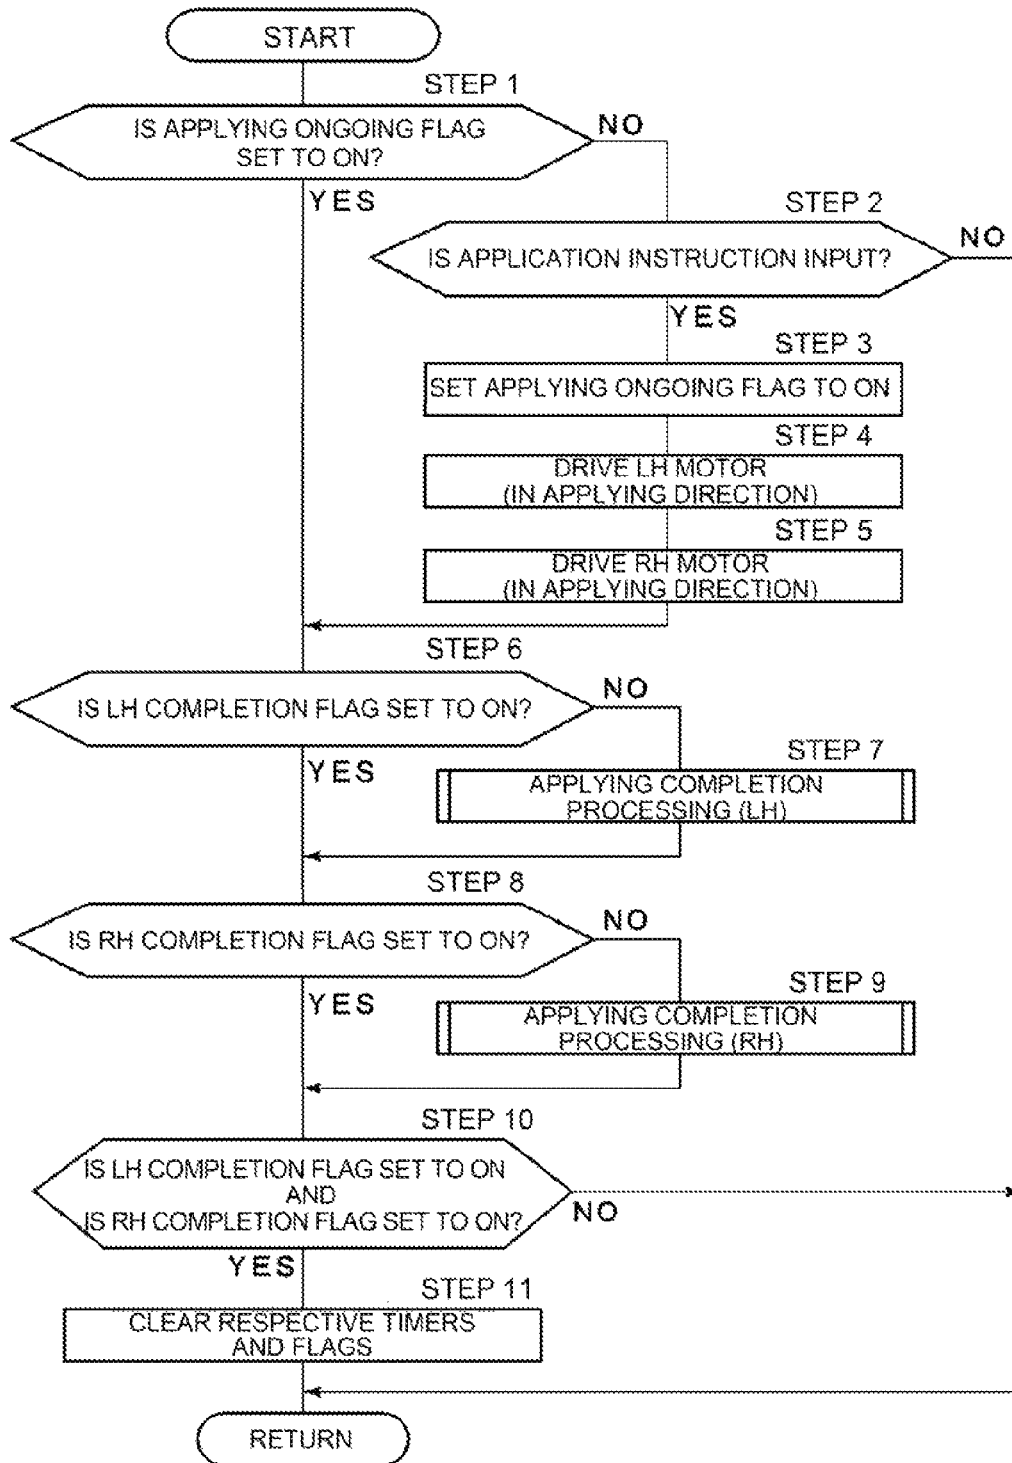 START
STEP 1
IS APPLYING ONGOING FLAG
SET TO ON?
NO
YES
STEP 2
IS APPLICATION INSTRUCTION INPUT?
NO
YES
STEP 3
SET APPLYING ONGOING FLAG TO ON
STEP 4
DRIVE LH MOTOR
(IN APPLYING DIRECTION)
STEP 5
DRIVE RH MOTOR
(IN APPLYING DIRECTION)
STEP 6
IS LH COMPLETION FLAG SET TO ON?
NO
YES
STEP 7
APPLYING COMPLETION
PROCESSING (LH)
STEP 8
IS RH COMPLETION FLAG SET TO ON?
NO
YES
STEP 9
APPLYING COMPLETION
PROCESSING (RH)
STEP 10
IS LH COMPLETION FLAG SET TO ON
AND
IS RH COMPLETION FLAG SET TO ON?
NO
YES
STEP 11
CLEAR RESPECTIVE TIMERS
AND FLAGS
RETURN